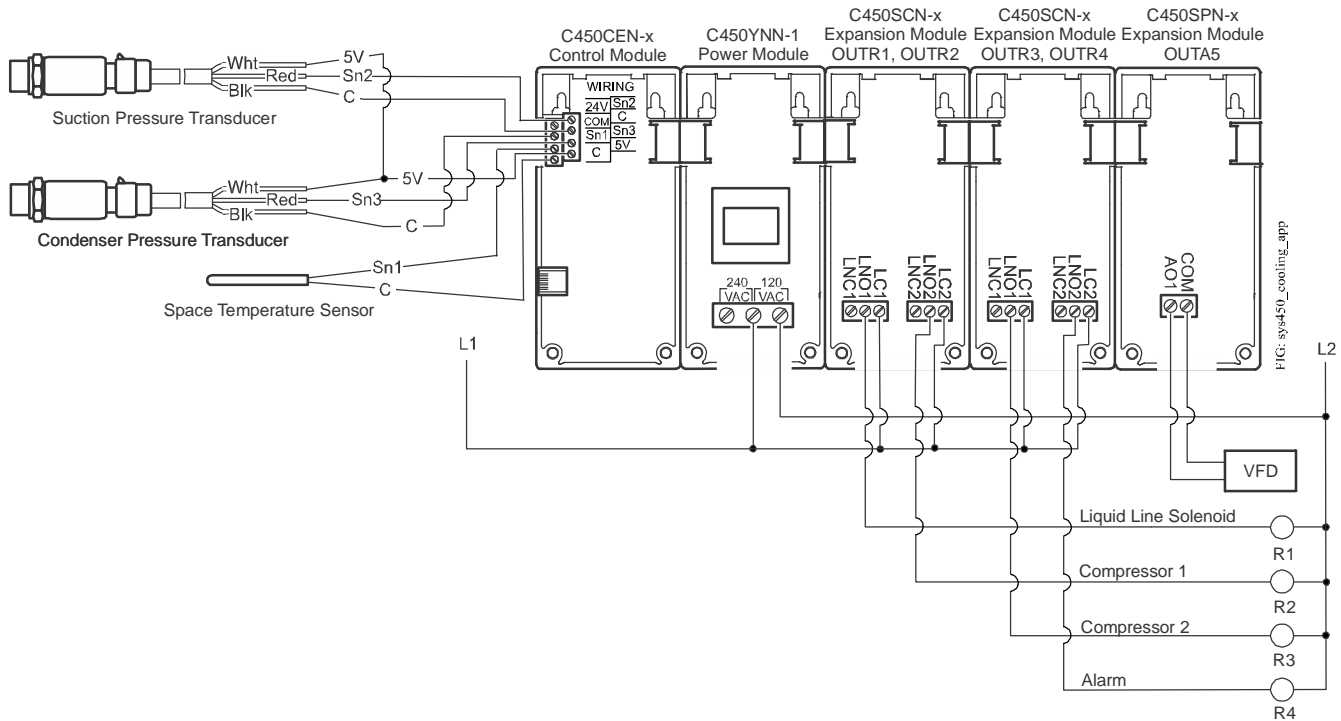 C450CEN-x
Control Module
C450YNN-1
Power Module
C450SCN-x
Expansion Module
OUTR1, OUTR2
C450SCN-x
Expansion Module
OUTR3, OUTR4
C450SPN-x
Expansion Module
OUTA5
Wht
5V
Red
Sn2
Blk
C
Suction Pressure Transducer
WIRING
24V
Sn2
COM
C
Sn1
Sn3
C
5V
Wht
5V
Red
Sn3
Blk
C
Condenser Pressure Transducer
Sn1
C
Space Temperature Sensor
240
VAC
120
VAC
LNC1
LNO1
LC1
LNC2
LNO2
LC2
LNC1
LNO1
LC1
LNC2
LNO2
LC2
AO1
COM
FIG: sys450_cooling_app
L1
L2
VFD
Liquid Line Solenoid
R1
Compressor 1
R2
Compressor 2
R3
Alarm
R4